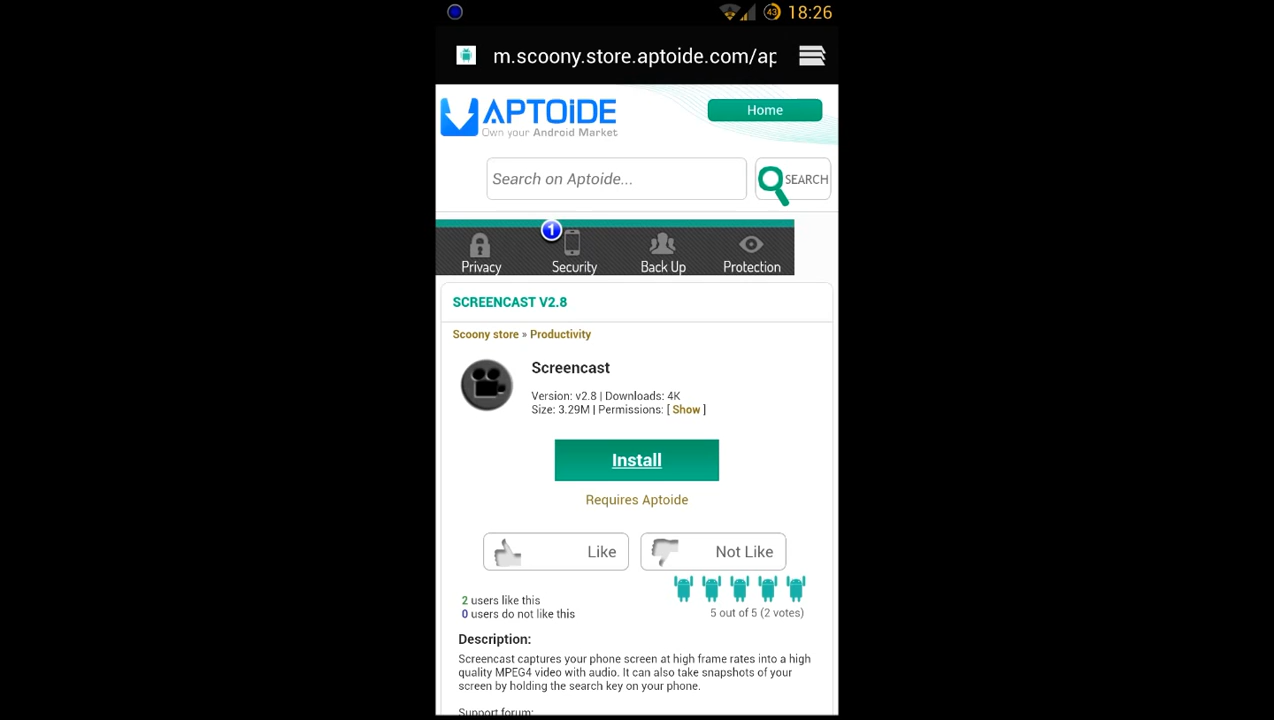 43 18:26
m.scoony.store.aptoide.com/ap
APTOiDE
Own your Android Market
Home
Search on Aptoide...
SEARCH
1
Privacy Security Back Up Protection
SCREENCAST V2.8
Scoony store » Productivity
Screencast
Version: v2.8 | Downloads: 4K
Size: 3.29M | Permissions: [ Show ]
Install
Requires Aptoide
Like Not Like
2 users like this
0 users do not like this
5 out of 5 (2 votes)
Description:
Screencast captures your phone screen at high frame rates into a high
quality MPEG4 video with audio. It can also take snapshots of your
screen by holding the search key on your phone.
Support forum: